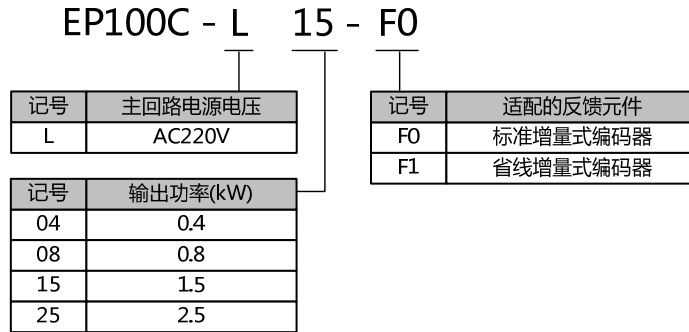 EP100C - L 15 - F0
记号 主回路电源电压
L AC220V
记号 输出功率(kW)
04 0.4
08 0.8
15 1.5
25 2.5
记号 适配的反馈元件
F0 标准增量式编码器
F1 省线增量式编码器